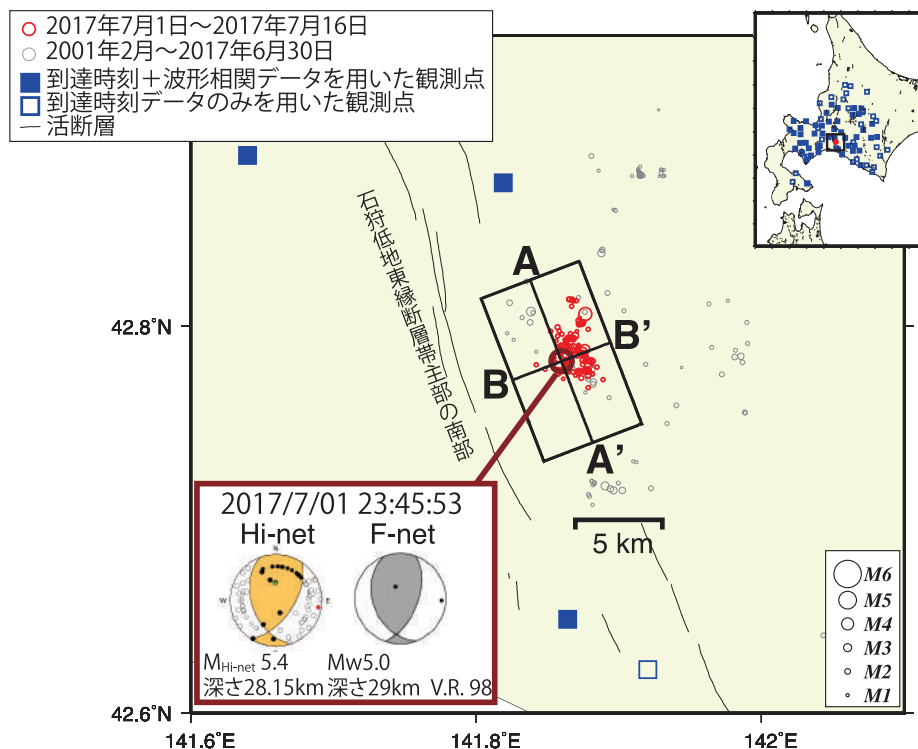 2017年7月1日～2017年7月16日
2001年2月～2017年6月30日
到達時刻＋波形相関データを用いた観測点
到達時刻データのみを用いた観測点
活断層
石狩低地東縁断層帯主部の南部
A
B'
B
A'
42.8°N
5 km
2017/7/01 23:45:53
Hi-net F-net
N
W E
MHi-net 5.4 Mw5.0
深さ28.15km 深さ29km V.R. 98
M6
M5
M4
M3
M2
M1
42.6°N
141.6°E 141.8°E 142°E